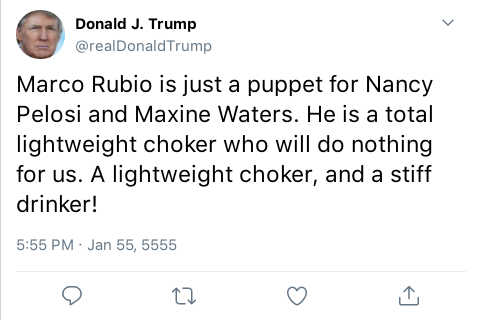 Donald J. Trump
@realDonaldTrump
Marco Rubio is just a puppet for Nancy
Pelosi and Maxine Waters. He is a total
lightweight choker who will do nothing
for us. A lightweight choker, and a stiff
drinker!
5:55 PM · Jan 55, 5555